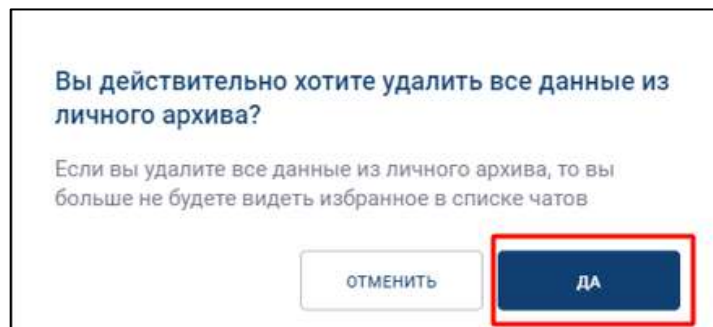 Вы действительно хотите удалить все данные из
личного архива?
Если вы удалите все данные из личного архива, то вы
больше не будете видеть избранное в списке чатов
ОТМЕНИТЬ ДА